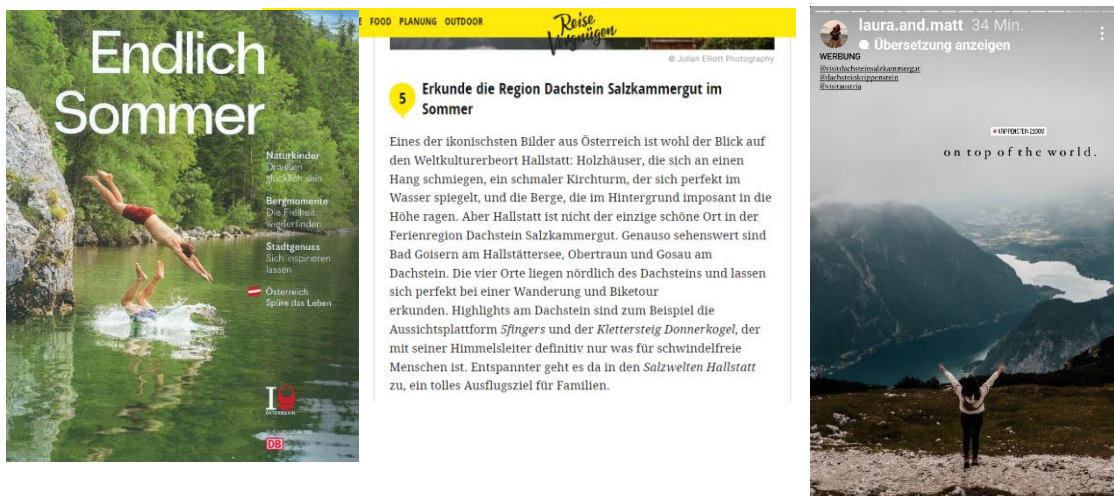 Endlich
Sommer
Naturkinder
Draußen
glücklich sein
Bergmomente
Die Freiheit
wiederfinden
Stadtgenuss
Sich inspirieren
lassen
Österreich
Spüre das Leben
I
ÖSTERREICH
DB
E FOOD PLANUNG OUTDOOR
Reise
Vergnügen
© Julian Elliott Photography
5
Erkunde die Region Dachstein Salzkammergut im
Sommer
Eines der ikonischsten Bilder aus Österreich ist wohl der Blick auf
den Weltkulturerbeort Hallstatt: Holzhäuser, die sich an einen
Hang schmiegen, ein schmaler Kirchturm, der sich perfekt im
Wasser spiegelt, und die Berge, die im Hintergrund imposant in die
Höhe ragen. Aber Hallstatt ist nicht der einzige schöne Ort in der
Ferienregion Dachstein Salzkammergut. Genauso sehenswert sind
Bad Goisern am Hallstättersee, Obertraun und Gosau am
Dachstein. Die vier Orte liegen nördlich des Dachsteins und lassen
sich perfekt bei einer Wanderung und Biketour
erkunden. Highlights am Dachstein sind zum Beispiel die
Aussichtsplattform 5fingers und der Klettersteig Donnerkogel, der
mit seiner Himmelsleiter definitiv nur was für schwindelfreie
Menschen ist. Entspannter geht es da in den Salzwelten Hallstatt
zu, ein tolles Ausflugsziel für Familien.
laura.and.matt 34 Min.
Übersetzung anzeigen
WERBUNG
@visitdachsteinsalzkammergut
@dachsteinkrippenstein
@visitaustria
KRIPPENSTEIN 2100M
on top of the world.